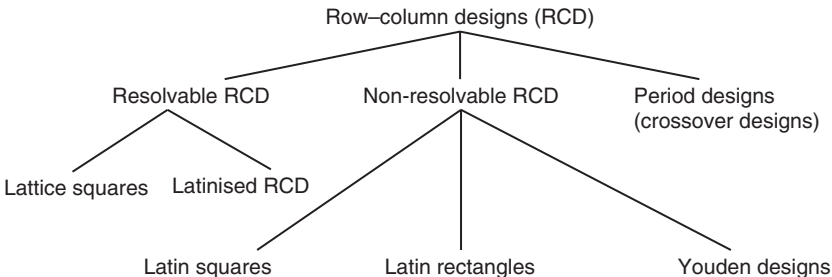 Row–column designs (RCD)
Resolvable RCD
Non-resolvable RCD
Period designs
(crossover designs)
Lattice squares
Latinised RCD
Latin squares
Latin rectangles
Youden designs